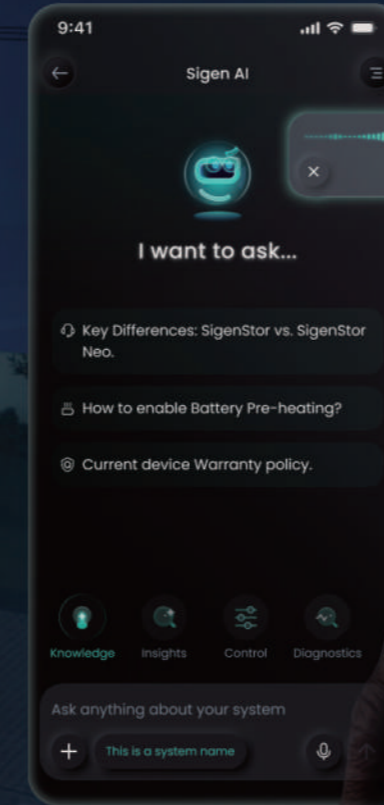 9:41
Sigen AI
I want to ask...
Key Differences: SigenStor vs. SigenStor
Neo.
How to enable Battery Pre-heating?
Current device Warranty policy.
Knowledge Insights Control Diagnostics
Ask anything about your system
This is a system name